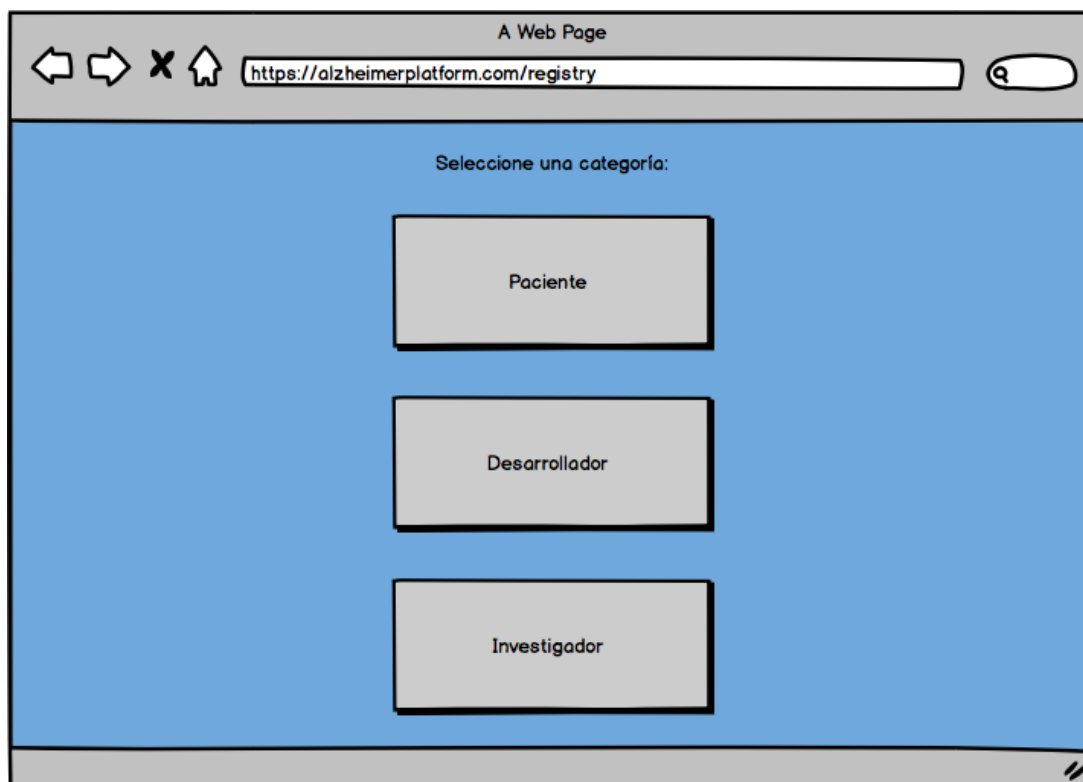 A Web Page
https://alzheimerplatform.com/registry
Seleccione una categoría:
Paciente
Desarrollador
Investigador